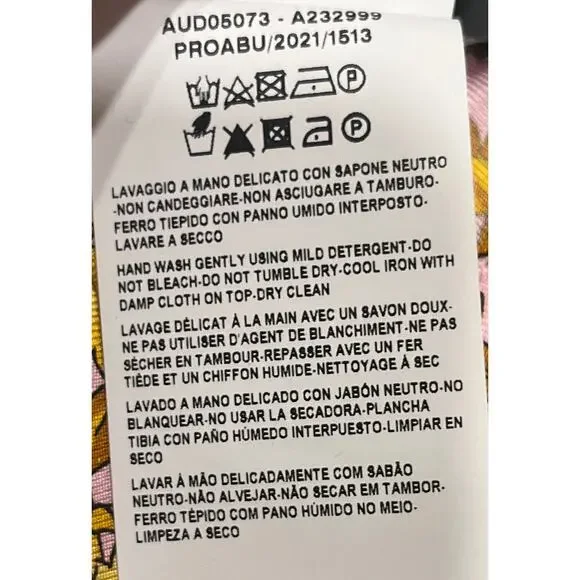 AUD05073 - A232999
PROABU/2021/1513
P
P
LAVAGGIO A MANO DELICATO CON SAPONE NEUTRO
-NON CANDEGGIARE-NON ASCIUGARE A TAMBURO-
FERRO TIEPIDO CON PANNO UMIDO INTERPOSTO-
LAVARE A SECCO
HAND WASH GENTLY USING MILD DETERGENT-DO
NOT BLEACH-DO NOT TUMBLE DRY-COOL IRON WITH
DAMP CLOTH ON TOP-DRY CLEAN
LAVAGE DÉLICAT À LA MAIN AVEC UN SAVON DOUX-
NE PAS UTILISER D'AGENT DE BLANCHIMENT-NE PAS
SÉCHER EN TAMBOUR-REPASSER AVEC UN FER
TIÈDE ET UN CHIFFON HUMIDE-NETTOYAGE À SEC
LAVADO A MANO DELICADO CON JABÓN NEUTRO-NO
BLANQUEAR-NO USAR LA SECADORA-PLANCHA
TIBIA CON PAÑO HÚMEDO INTERPUESTO-LIMPIAR EN
SECO
LAVAR À MÃO DELICADAMENTE COM SABÃO
NEUTRO-NÃO ALVEJAR-NÃO SECAR EM TAMBOR-
FERRO TÉPIDO COM PANO HÚMIDO NO MEIO-
LIMPEZA A SECO